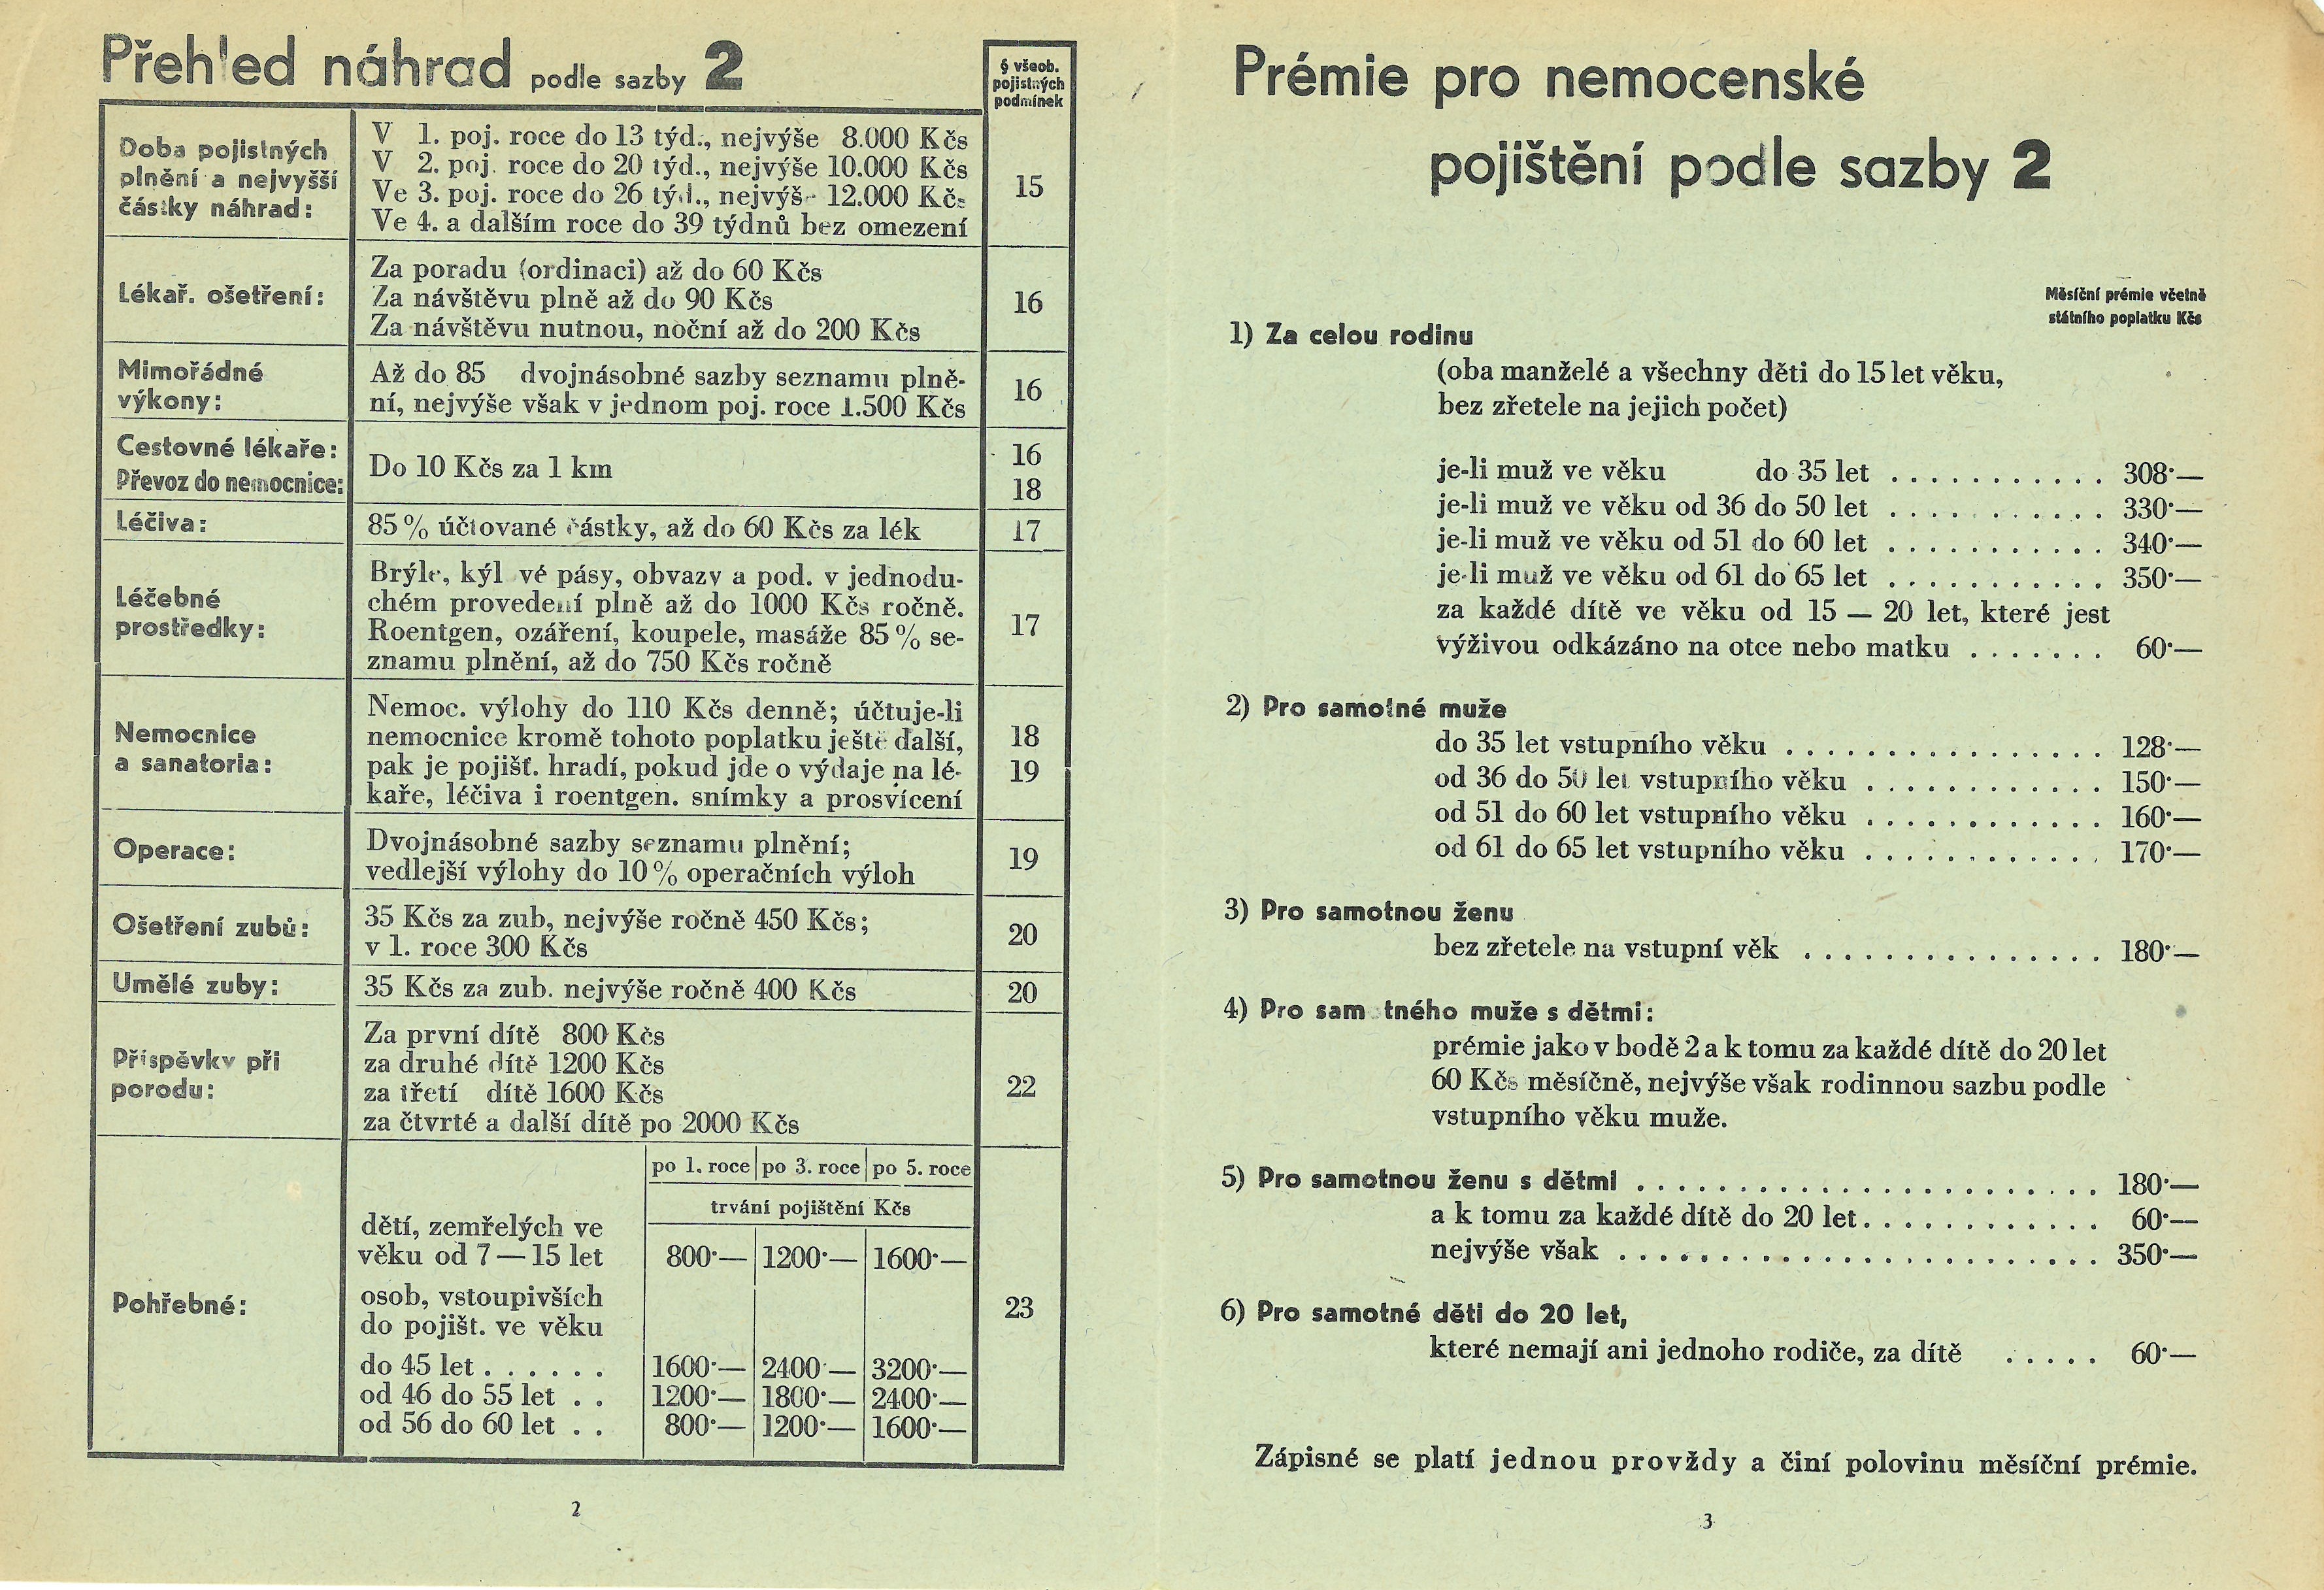 Přehled náhrad podle sazby 2
§ všeob.
pojistných
podmínek
Doba pojistných
plnění a nejvyšší
částky náhrad:
V 1. poj. roce do 13 týd., nejvýše 8.000 Kčs
V 2. poj. roce do 20 týd., nejvýše 10.000 Kčs
Ve 3. poj. roce do 26 týd., nejvýše 12.000 Kčs
Ve 4. a dalším roce do 39 týdnů bez omezení
15
Lékař. ošetření:
Za poradu (ordinaci) až do 60 Kčs
Za návštěvu plně až do 90 Kčs
Za návštěvu nutnou, noční až do 200 Kčs
16
Mimořádné
výkony:
Až do 85 dvojnásobné sazby seznamu plně-
ní, nejvýše však v jednom poj. roce 1.500 Kčs
16
Cestovné lékaře:
Převoz do nemocnice:
Do 10 Kčs za 1 km
16
18
Léčiva:
85% účtované částky, až do 60 Kčs za lék
17
Léčebné
prostředky:
Brýle, kýl vé pásy, obvazy a pod. v jednodu-
chém provedení plně až do 1000 Kčs ročně.
Roentgen, ozáření, koupele, masáže 85% se-
znamu plnění, až do 750 Kčs ročně
17
Nemocnice
a sanatoria:
Nemoc. výlohy do 110 Kčs denně; účtuje-li
nemocnice kromě tohoto poplatku ještě další,
pak je pojišť. hradí, pokud jde o výdaje na lé-
kaře, léčiva i roentgen. snímky a prosvícení
18
19
Operace:
Dvojnásobné sazby seznamu plnění;
vedlejší výlohy do 10% operačních výloh
19
Ošetření zubů:
35 Kčs za zub, nejvýše ročně 450 Kčs;
v 1. roce 300 Kčs
20
Umělé zuby:
35 Kčs za zub. nejvýše ročně 400 Kčs
20
Příspěvky při
porodu:
Za první dítě 800 Kčs
za druhé dítě 1200 Kčs
za třetí dítě 1600 Kčs
za čtvrté a další dítě po 2000 Kčs
22
Pohřebné:
po 1. roce po 3. roce po 5. roce
trvání pojištění Kčs
dětí, zemřelých ve
věku od 7 — 15 let 800·— 1200·— 1600·—
osob, vstoupivších
do pojišt. ve věku
do 45 let . . . . . . 1600·— 2400·— 3200·—
od 46 do 55 let . . 1200·— 1800·— 2400·—
od 56 do 60 let . . 800·— 1200·— 1600·—
23
2
Prémie pro nemocenské
pojištění podle sazby 2
Měsíční prémie včetně
státního poplatku Kčs
1) Za celou rodinu
(oba manželé a všechny děti do 15 let věku,
bez zřetele na jejich počet)
je-li muž ve věku do 35 let . . . . . . . . . . . 308·—
je-li muž ve věku od 36 do 50 let . . . . . . . . . . . 330·—
je-li muž ve věku od 51 do 60 let . . . . . . . . . . . 340·—
je-li muž ve věku od 61 do 65 let . . . . . . . . . . . 350·—
za každé dítě ve věku od 15 — 20 let, které jest
výživou odkázáno na otce nebo matku . . . . . . . 60·—
2) Pro samotné muže
do 35 let vstupního věku . . . . . . . . . . . . . . . . 128·—
od 36 do 50 let vstupního věku . . . . . . . . . . . . 150·—
od 51 do 60 let vstupního věku . . . . . . . . . . . . 160·—
od 61 do 65 let vstupního věku . . . . . . . . . . . . 170·—
3) Pro samotnou ženu
bez zřetele na vstupní věk . . . . . . . . . . . . . . . 180·—
4) Pro sam tného muže s dětmi:
prémie jako v bodě 2 a k tomu za každé dítě do 20 let
60 Kčs měsíčně, nejvýše však rodinnou sazbu podle
vstupního věku muže.
5) Pro samotnou ženu s dětmi . . . . . . . . . . . . . . . . . . . . . . . 180·—
a k tomu za každé dítě do 20 let . . . . . . . . . . . . 60·—
nejvýše však . . . . . . . . . . . . . . . . . . . . . . . . 350·—
6) Pro samotné děti do 20 let,
které nemají ani jednoho rodiče, za dítě . . . . . 60·—
Zápisné se platí jednou provždy a činí polovinu měsíční prémie.
3